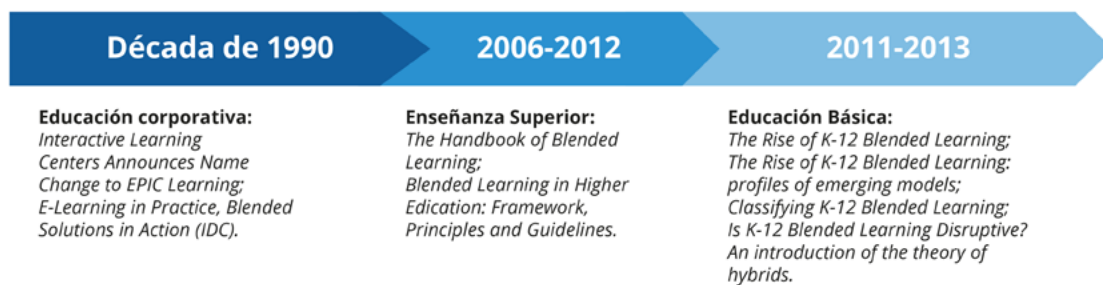 Década de 1990
2006-2012
2011-2013
Educación corporativa:
Interactive Learning
Centers Announces Name
Change to EPIC Learning;
E-Learning in Practice, Blended
Solutions in Action (IDC).
Enseñanza Superior:
The Handbook of Blended
Learning;
Blended Learning in Higher
Edication: Framework,
Principles and Guidelines.
Educación Básica:
The Rise of K-12 Blended Learning;
The Rise of K-12 Blended Learning:
profiles of emerging models;
Classifying K-12 Blended Learning;
Is K-12 Blended Learning Disruptive?
An introduction of the theory of
hybrids.